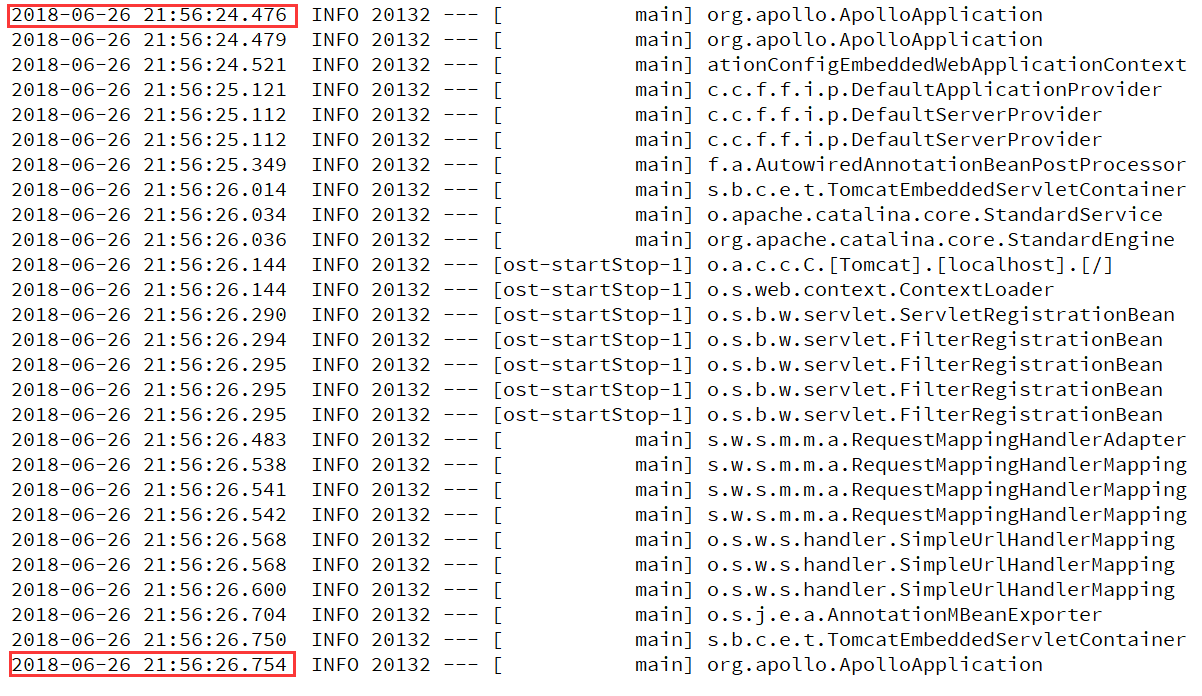 2018-06-26 21:56:24.476  INFO 20132 --- [           main] org.apollo.ApolloApplication
2018-06-26 21:56:24.479  INFO 20132 --- [           main] org.apollo.ApolloApplication
2018-06-26 21:56:24.521  INFO 20132 --- [           main] ationConfigEmbeddedWebApplicationContext
2018-06-26 21:56:25.121  INFO 20132 --- [           main] c.c.f.f.i.p.DefaultApplicationProvider
2018-06-26 21:56:25.112  INFO 20132 --- [           main] c.c.f.f.i.p.DefaultServerProvider
2018-06-26 21:56:25.112  INFO 20132 --- [           main] c.c.f.f.i.p.DefaultServerProvider
2018-06-26 21:56:25.349  INFO 20132 --- [           main] f.a.AutowiredAnnotationBeanPostProcessor
2018-06-26 21:56:26.014  INFO 20132 --- [           main] s.b.c.e.t.TomcatEmbeddedServletContainer
2018-06-26 21:56:26.034  INFO 20132 --- [           main] o.apache.catalina.core.StandardService
2018-06-26 21:56:26.036  INFO 20132 --- [           main] org.apache.catalina.core.StandardEngine
2018-06-26 21:56:26.144  INFO 20132 --- [ost-startStop-1] o.a.c.c.C.[Tomcat].[localhost].[/]
2018-06-26 21:56:26.144  INFO 20132 --- [ost-startStop-1] o.s.web.context.ContextLoader
2018-06-26 21:56:26.290  INFO 20132 --- [ost-startStop-1] o.s.b.w.servlet.ServletRegistrationBean
2018-06-26 21:56:26.294  INFO 20132 --- [ost-startStop-1] o.s.b.w.servlet.FilterRegistrationBean
2018-06-26 21:56:26.295  INFO 20132 --- [ost-startStop-1] o.s.b.w.servlet.FilterRegistrationBean
2018-06-26 21:56:26.295  INFO 20132 --- [ost-startStop-1] o.s.b.w.servlet.FilterRegistrationBean
2018-06-26 21:56:26.295  INFO 20132 --- [ost-startStop-1] o.s.b.w.servlet.FilterRegistrationBean
2018-06-26 21:56:26.483  INFO 20132 --- [           main] s.w.s.m.m.a.RequestMappingHandlerAdapter
2018-06-26 21:56:26.538  INFO 20132 --- [           main] s.w.s.m.m.a.RequestMappingHandlerMapping
2018-06-26 21:56:26.541  INFO 20132 --- [           main] s.w.s.m.m.a.RequestMappingHandlerMapping
2018-06-26 21:56:26.542  INFO 20132 --- [           main] s.w.s.m.m.a.RequestMappingHandlerMapping
2018-06-26 21:56:26.568  INFO 20132 --- [           main] o.s.w.s.handler.SimpleUrlHandlerMapping
2018-06-26 21:56:26.568  INFO 20132 --- [           main] o.s.w.s.handler.SimpleUrlHandlerMapping
2018-06-26 21:56:26.600  INFO 20132 --- [           main] o.s.w.s.handler.SimpleUrlHandlerMapping
2018-06-26 21:56:26.704  INFO 20132 --- [           main] o.s.j.e.a.AnnotationMBeanExporter
2018-06-26 21:56:26.750  INFO 20132 --- [           main] s.b.c.e.t.TomcatEmbeddedServletContainer
2018-06-26 21:56:26.754  INFO 20132 --- [           main] org.apollo.ApolloApplication